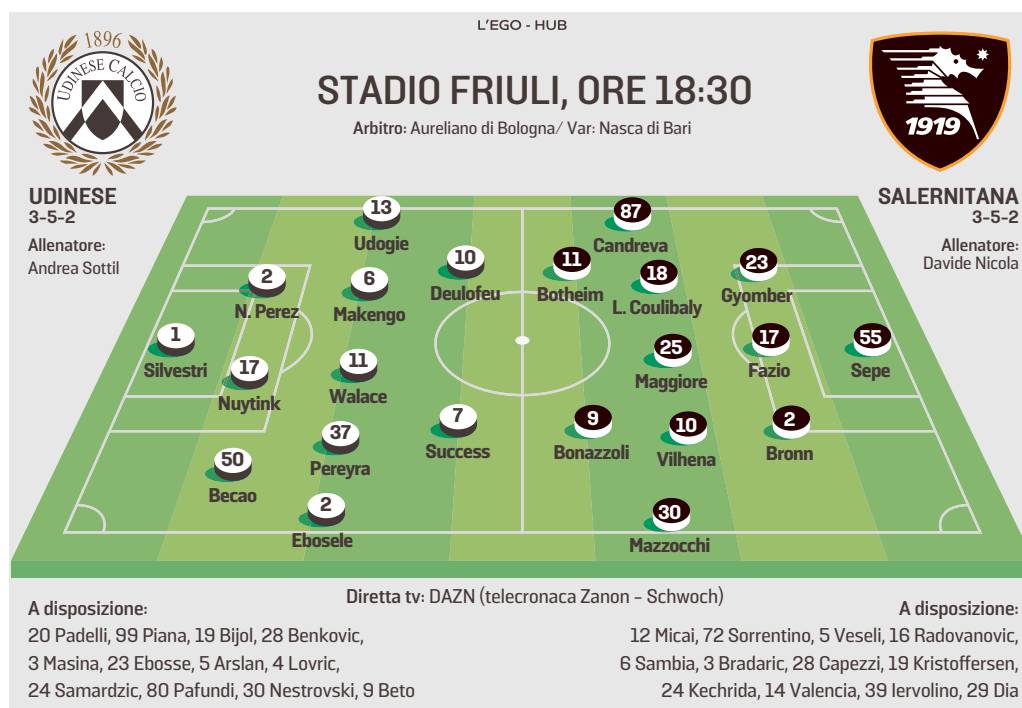 L'EGO - HUB
1896
UDINESE CALCIO
STADIO FRIULI, ORE 18:30
Arbitro: Aureliano di Bologna/ Var: Nasca di Bari
1919
UDINESE
3-5-2
Allenatore:
Andrea Sottil
SALERNITANA
3-5-2
Allenatore:
Davide Nicola
13
Udogie
87
Candreva
10
Deulofeu
11
Botheim
2
N. Perez
6
Makengo
18
L. Coulibaly
23
Gyomber
1
Silvestri
17
Nuytink
11
Walace
25
Maggiore
17
Fazio
55
Sepe
50
Becao
37
Pereyra
7
Success
9
Bonazzoli
10
Vilhena
2
Bronn
2
Ebosele
30
Mazzocchi
Diretta tv: DAZN (telecronaca Zanon - Schwoch)
A disposizione:
20 Padelli, 99 Piana, 19 Bijol, 28 Benkovic,
3 Masina, 23 Ebosse, 5 Arslan, 4 Lovric,
24 Samardzic, 80 Pafundi, 30 Nestrovski, 9 Beto
A disposizione:
12 Micai, 72 Sorrentino, 5 Veseli, 16 Radovanovic,
6 Sambia, 3 Bradaric, 28 Capezzi, 19 Kristoffersen,
24 Kechrida, 14 Valencia, 39 Iervolino, 29 Dia